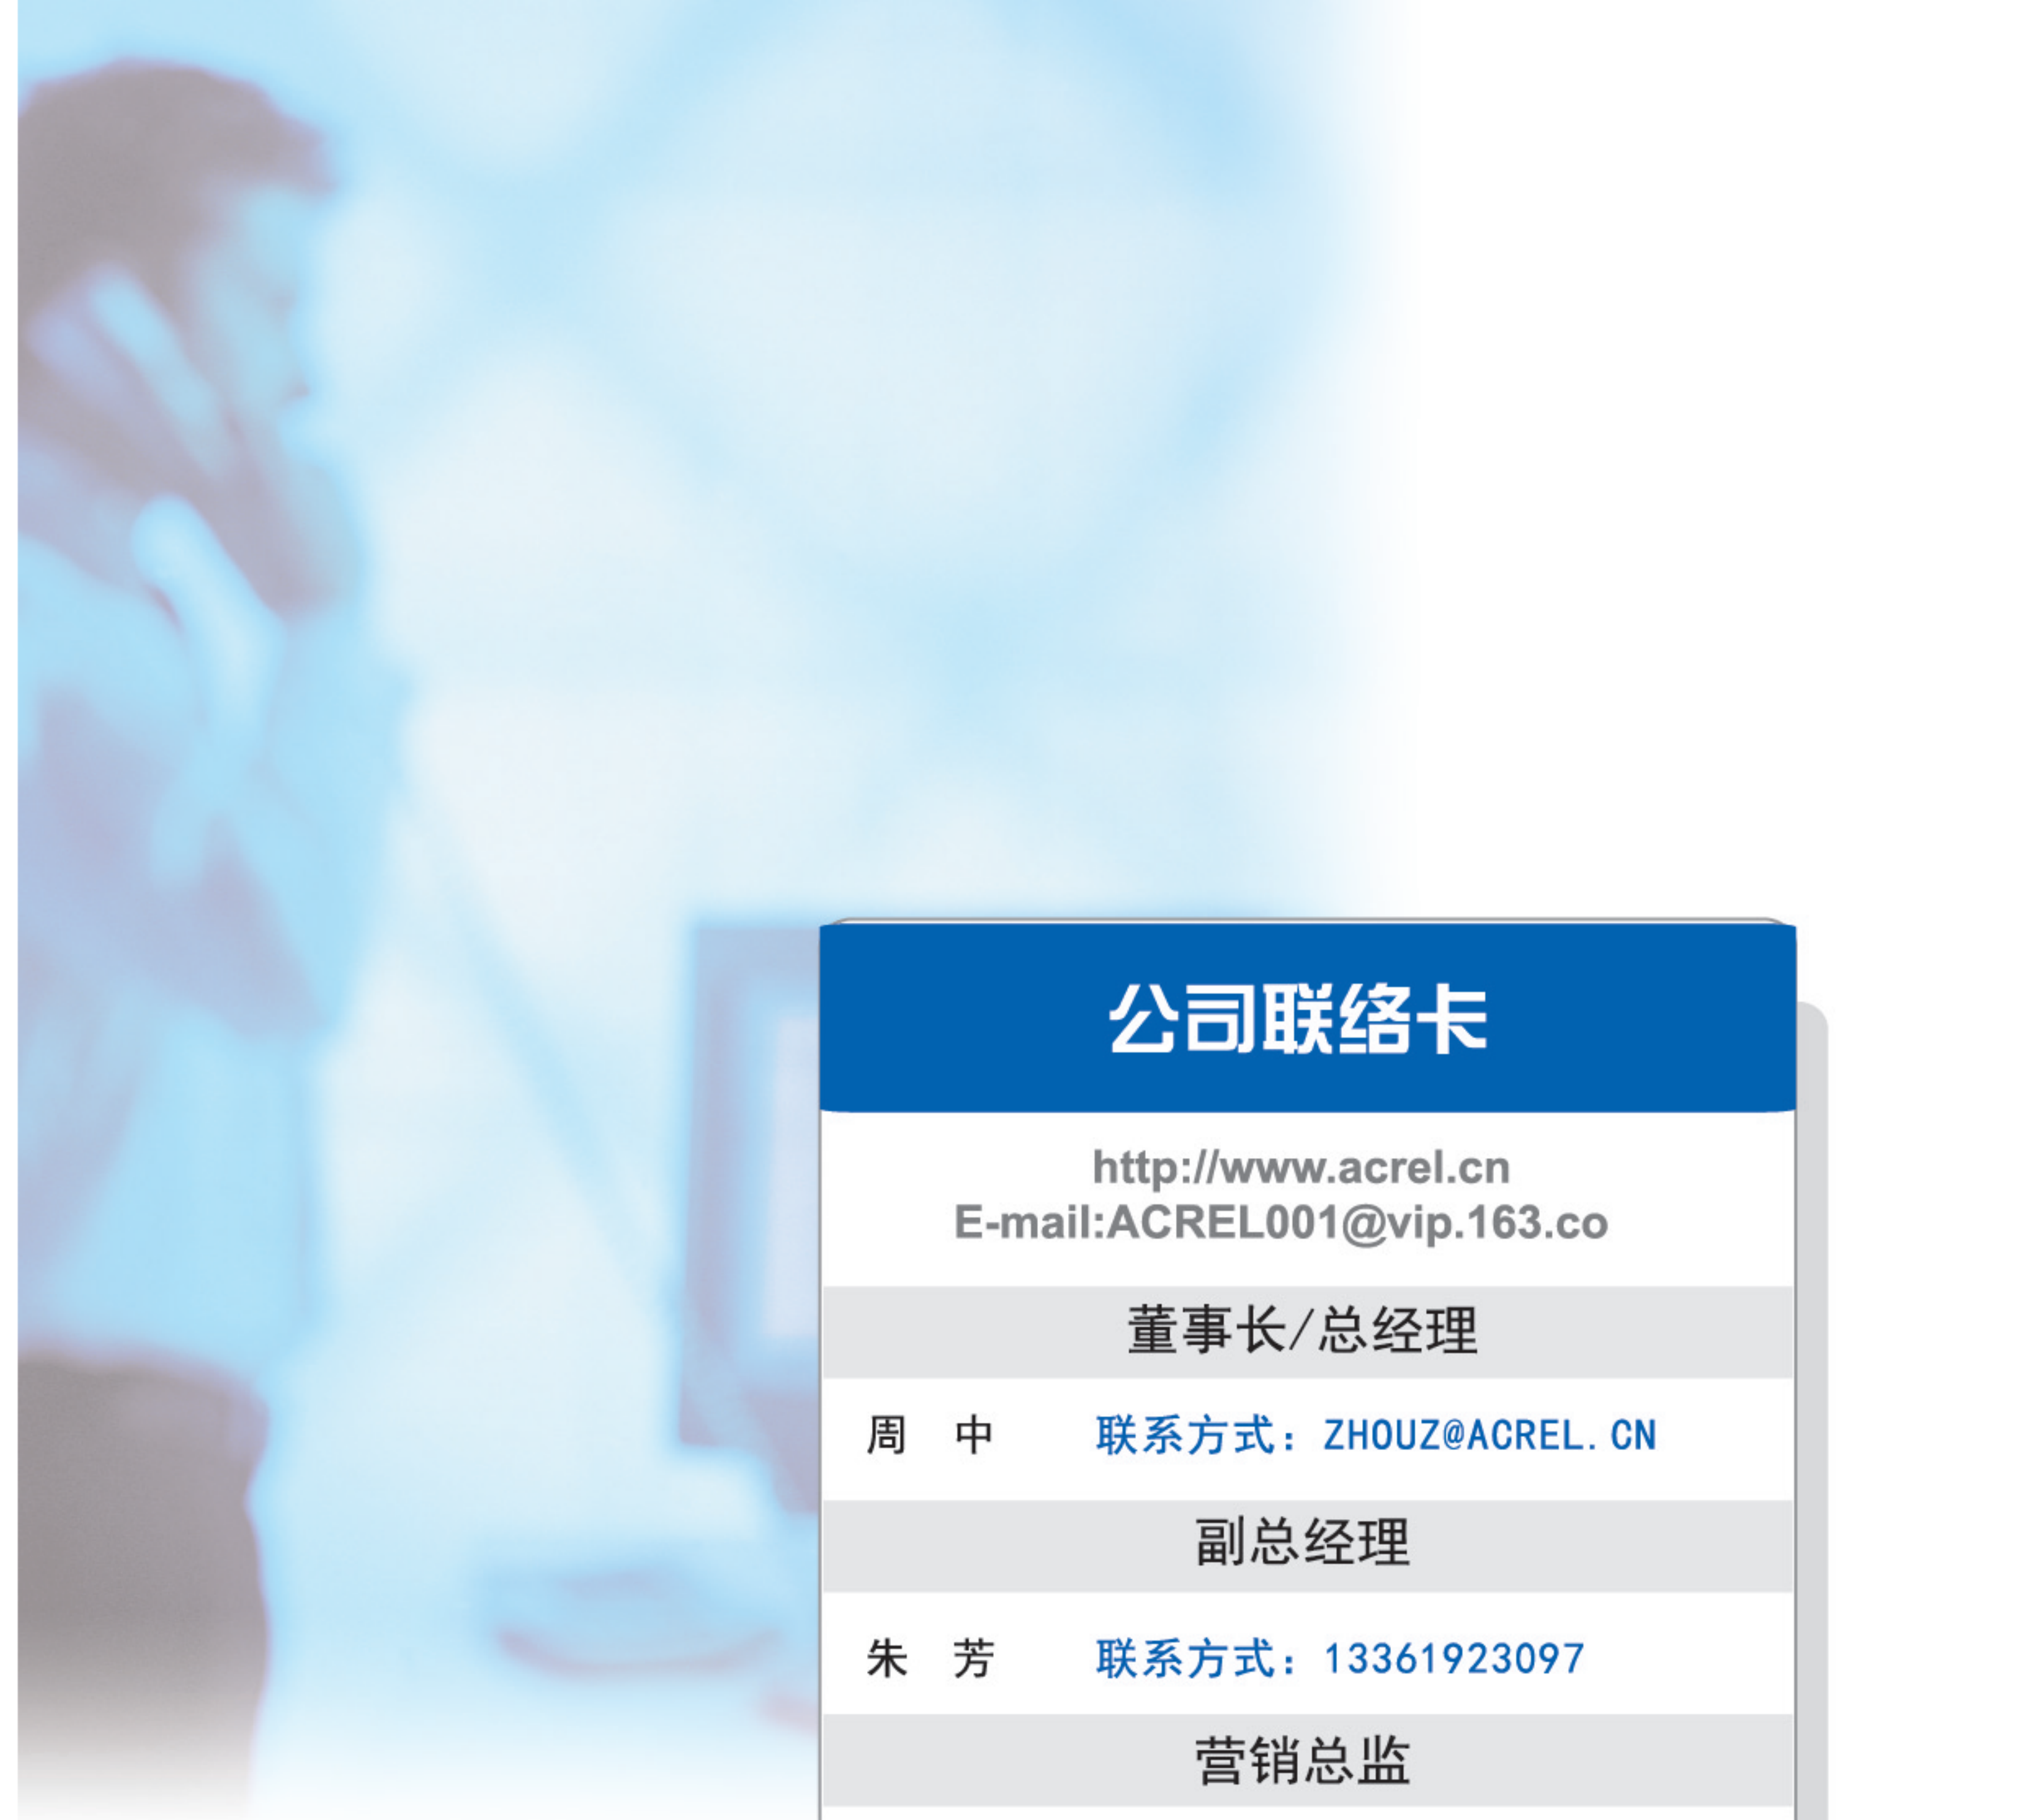 公司联络卡
http://www.acrel.cn
E-mail:ACREL001@vip.163.co
董事长/总经理
周 中 联系方式：ZHOUZ@ACREL.CN
副总经理
朱 芳 联系方式：13361923097
营销总监